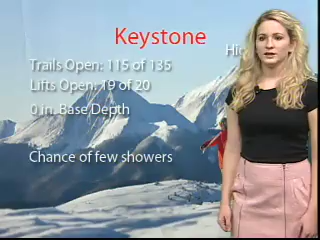 Keystone
Hig
Trails Open: 115 of 135
Lifts Open: 19 of 20
0 in. Base Depth
Chance of few showers